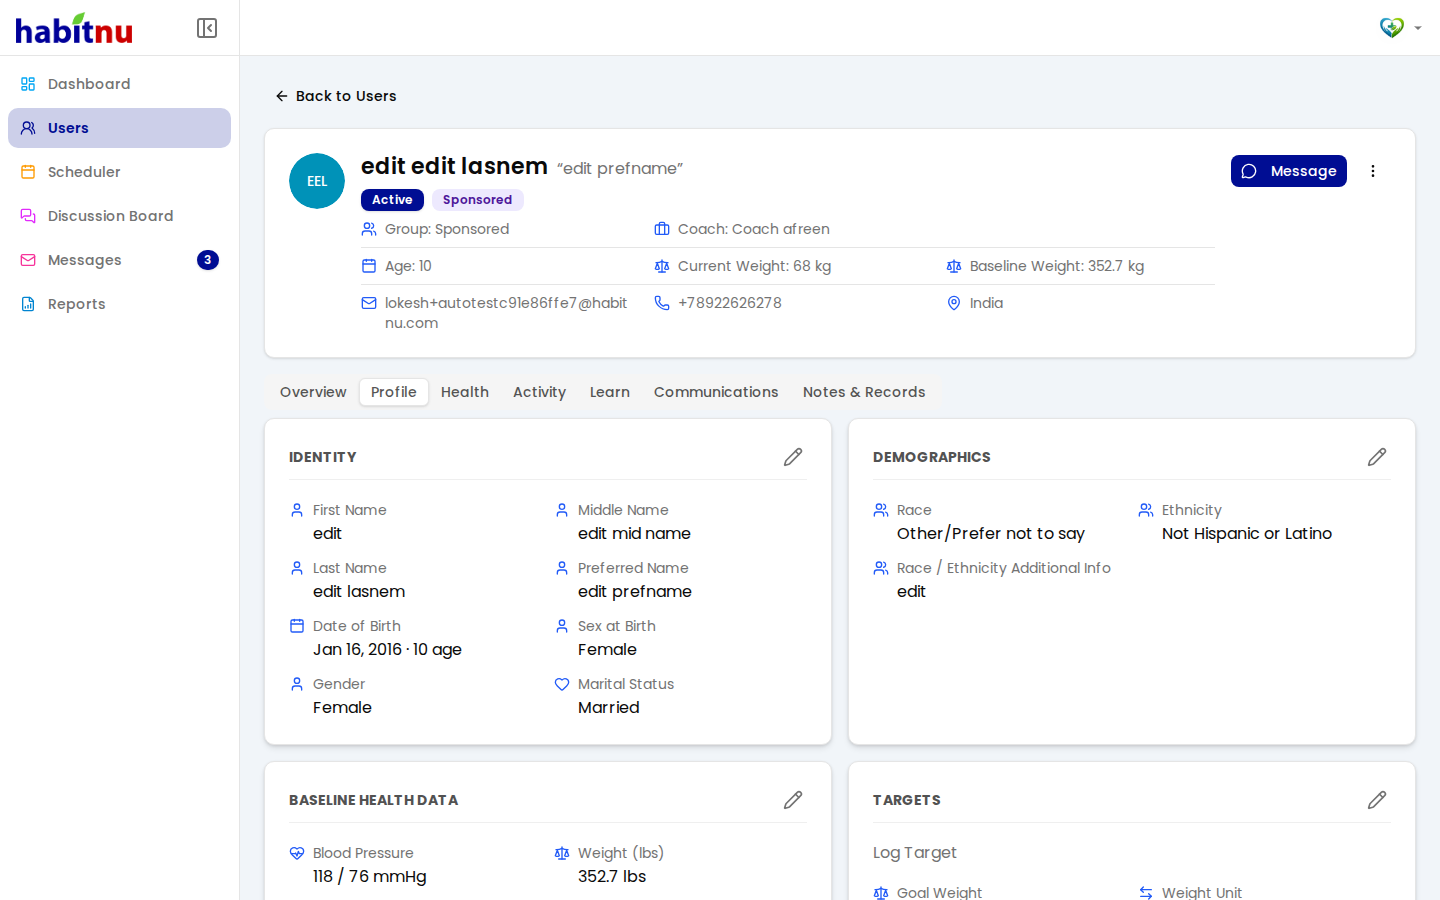 habitnu
Dashboard
Users
Scheduler
Discussion Board
Messages
3
Reports
Back to Users
EEL
edit edit lasnem “edit prefname”
Active
Sponsored
Message
Group: Sponsored
Coach: Coach afreen
Age: 10
Current Weight: 68 kg
Baseline Weight: 352.7 kg
lokesh+autotestc91e86ffe7@habit
nu.com
+78922626278
India
Overview
Profile
Health
Activity
Learn
Communications
Notes & Records
IDENTITY
First Name
edit
Middle Name
edit mid name
Last Name
edit lasnem
Preferred Name
edit prefname
Date of Birth
Jan 16, 2016 · 10 age
Sex at Birth
Female
Gender
Female
Marital Status
Married
DEMOGRAPHICS
Race
Other/Prefer not to say
Ethnicity
Not Hispanic or Latino
Race / Ethnicity Additional Info
edit
BASELINE HEALTH DATA
Blood Pressure
118 / 76 mmHg
Weight (lbs)
352.7 lbs
TARGETS
Log Target
Goal Weight
Weight Unit